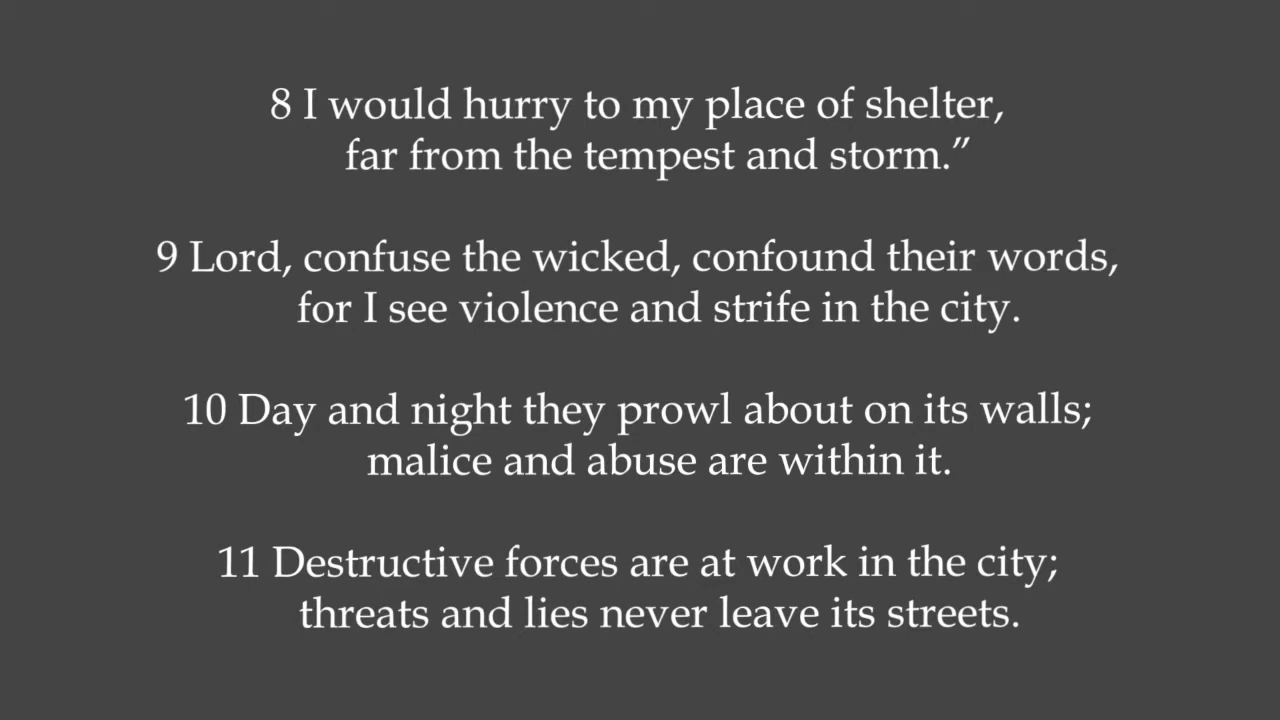 8 I would hurry to my place of shelter,
far from the tempest and storm.”
9 Lord, confuse the wicked, confound their words,
for I see violence and strife in the city.
10 Day and night they prowl about on its walls;
malice and abuse are within it.
11 Destructive forces are at work in the city;
threats and lies never leave its streets.